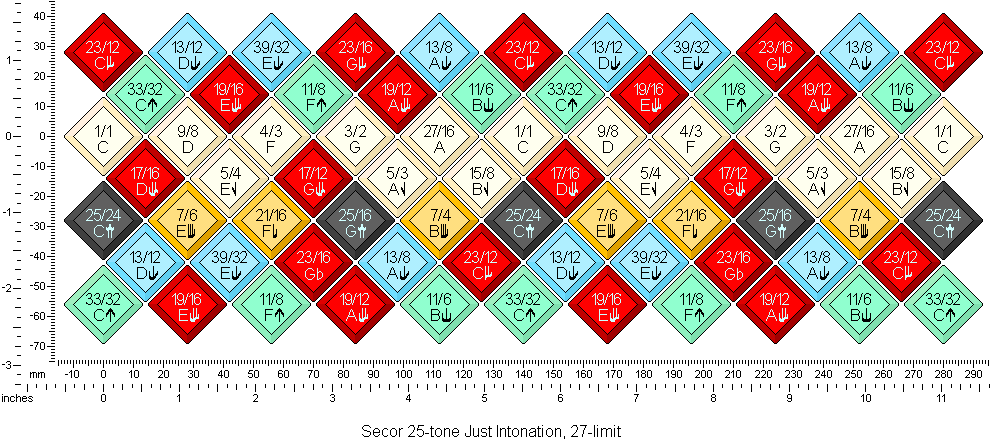 40
30
20
10
0
-10
-20
-30
-40
-50
-60
-70
1
0
-1
-2
-3
23/12 13/12 39/32 23/16 13/8 23/12 13/12 39/32 23/16 13/8 23/12
C D E G A C D E G A C
33/32 19/16 11/8 19/12 11/6 33/32 19/16 11/8 19/12 11/6
C↑ E F↑ A B C↑ E F↑ A B
1/1 9/8 4/3 3/2 27/16 1/1 9/8 4/3 3/2 27/16 1/1
C D F G A C D F G A C
17/16 5/4 17/12 5/3 15/8 17/16 5/4 17/12 5/3 15/8
D E G A B D E G A B
25/24 7/6 21/16 25/16 7/4 25/24 7/6 21/16 25/16 7/4 25/24
C E F G B C E F G B C
13/12 39/32 23/16 13/8 23/12 13/12 39/32 23/16 13/8 23/12
D E Gb A C D E Gb A C
33/32 19/16 11/8 19/12 11/6 33/32 19/16 11/8 19/12 11/6 33/32
C↑ E F↑ A B C↑ E F↑ A B C↑
mm -10 0 10 20 30 40 50 60 70 80 90 100 110 120 130 140 150 160 170 180 190 200 210 220 230 240 250 260 270 280 290
inches 0 1 2 3 4 5 6 7 8 9 10 11
Secor 25-tone Just Intonation, 27-limit